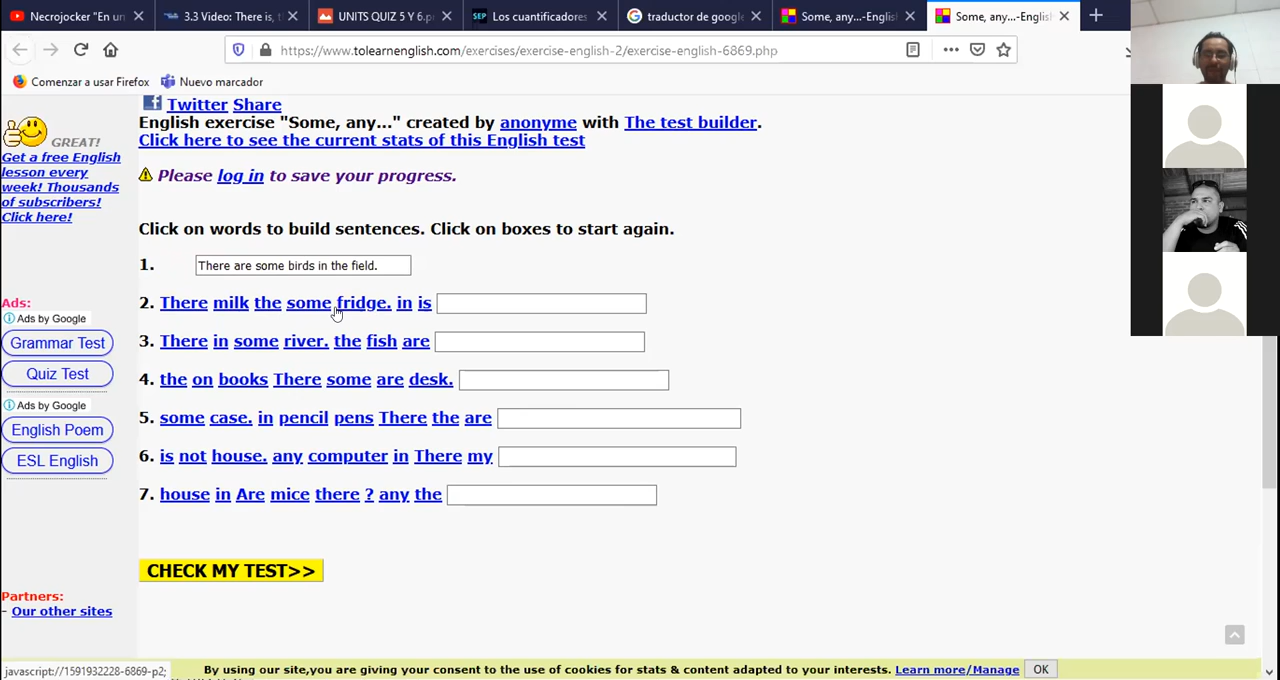 Necrojocker "En un
3.3 Video: There is, t
UNITS QUIZ 5 Y 6.p
SEP Los cuantificadores
traductor de google
Some, any...-Englis
Some, any...-Englis
https://www.tolearnenglish.com/exercises/exercise-english-2/exercise-english-6869.php
Comenzar a usar Firefox
Nuevo marcador
Twitter Share
English exercise "Some, any..." created by anonyme with The test builder.
Click here to see the current stats of this English test
GREAT!
Get a free English
lesson every
week! Thousands
of subscribers!
Click here!
Please log in to save your progress.
Click on words to build sentences. Click on boxes to start again.
1. There are some birds in the field.
2. There milk the some fridge. in is
3. There in some river. the fish are
4. the on books There some are desk.
5. some case. in pencil pens There the are
6. is not house. any computer in There my
7. house in Are mice there ? any the
CHECK MY TEST>>
Ads:
Ads by Google
Grammar Test
Quiz Test
Ads by Google
English Poem
ESL English
Partners:
- Our other sites
javascript://1591932228-6869-p2;
By using our site,you are giving your consent to the use of cookies for stats & content adapted to your interests. Learn more/Manage OK